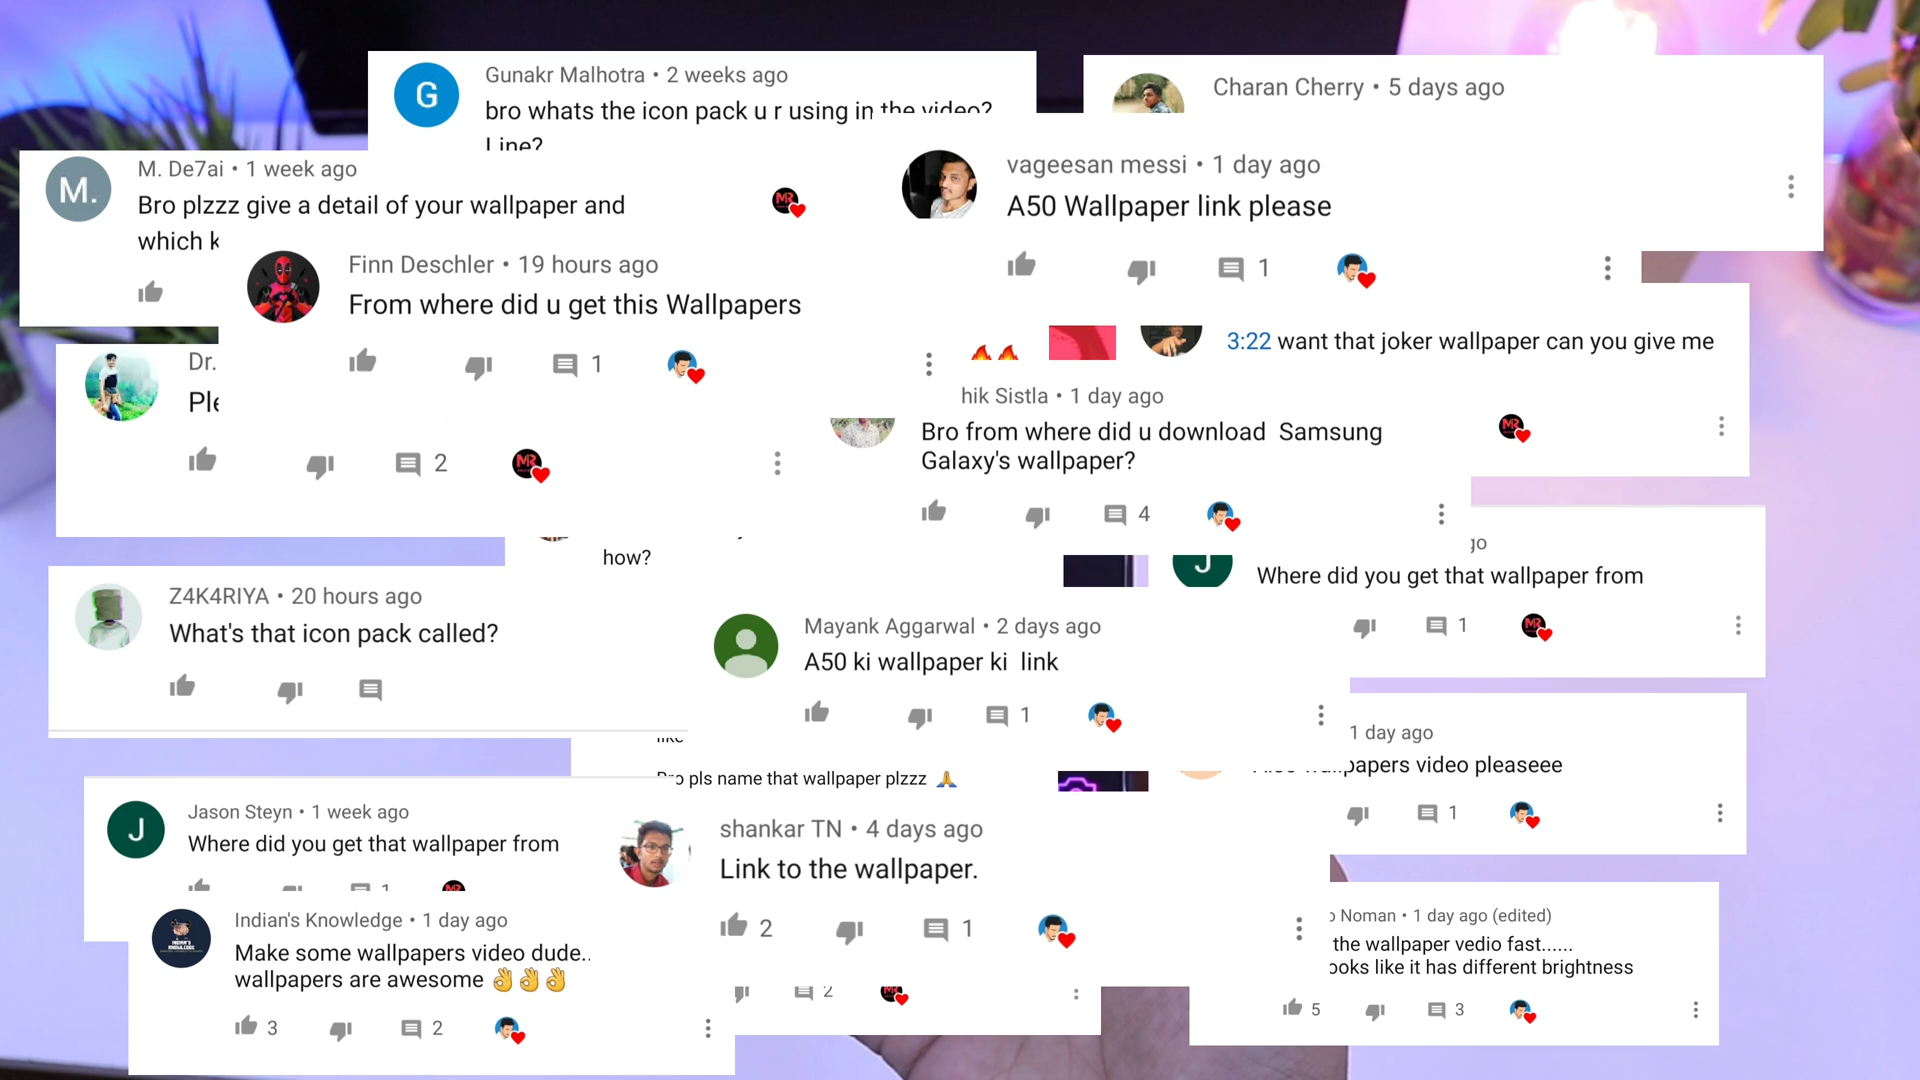 G
Gunakr Malhotra • 2 weeks ago
bro whats the icon pack u r using in the video?
Line?
Charan Cherry • 5 days ago
M.
M. De7ai • 1 week ago
Bro plzzz give a detail of your wallpaper and
which
vageesan messi • 1 day ago
A50 Wallpaper link please
1
Finn Deschler • 19 hours ago
From where did u get this Wallpapers
1
3:22 want that joker wallpaper can you give me
Dr.
2
hik Sistla • 1 day ago
Bro from where did u download Samsung
Galaxy's wallpaper?
4
how?
go
J
Where did you get that wallpaper from
1
Z4K4RIYA • 20 hours ago
What's that icon pack called?
Mayank Aggarwal • 2 days ago
A50 ki wallpaper ki link
1
like
Bro pls name that wallpaper plzzz 🙏
1 day ago
wallpapers video pleaseee
1
J
Jason Steyn • 1 week ago
Where did you get that wallpaper from
1
shankar TN • 4 days ago
Link to the wallpaper.
2
1
2
Indian's Knowledge • 1 day ago
Make some wallpapers video dude..
wallpapers are awesome 👌👌👌
3
2
Noman • 1 day ago (edited)
the wallpaper vedio fast......
ooks like it has different brightness
5
3